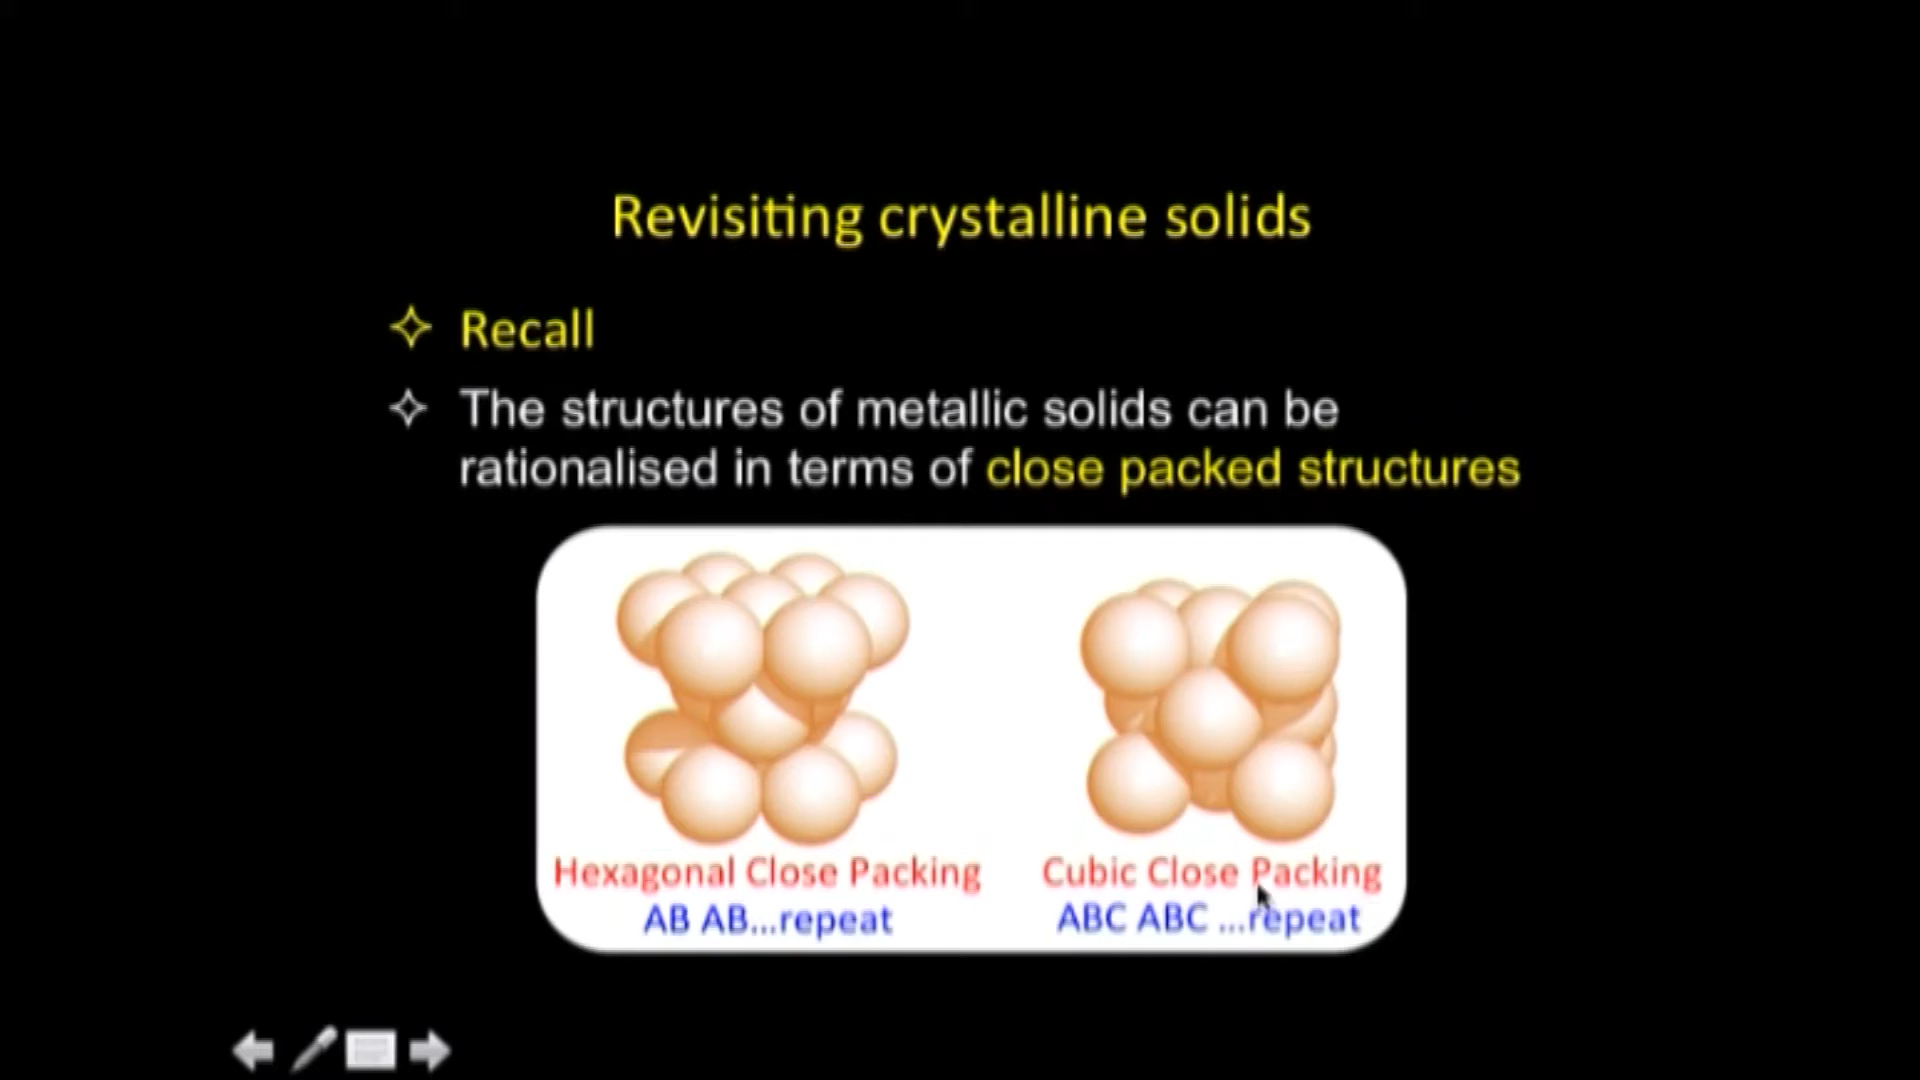 Revisiting crystalline solids
Recall
The structures of metallic solids can be
rationalised in terms of close packed structures
Hexagonal Close Packing
AB AB...repeat
Cubic Close Packing
ABC ABC ...repeat